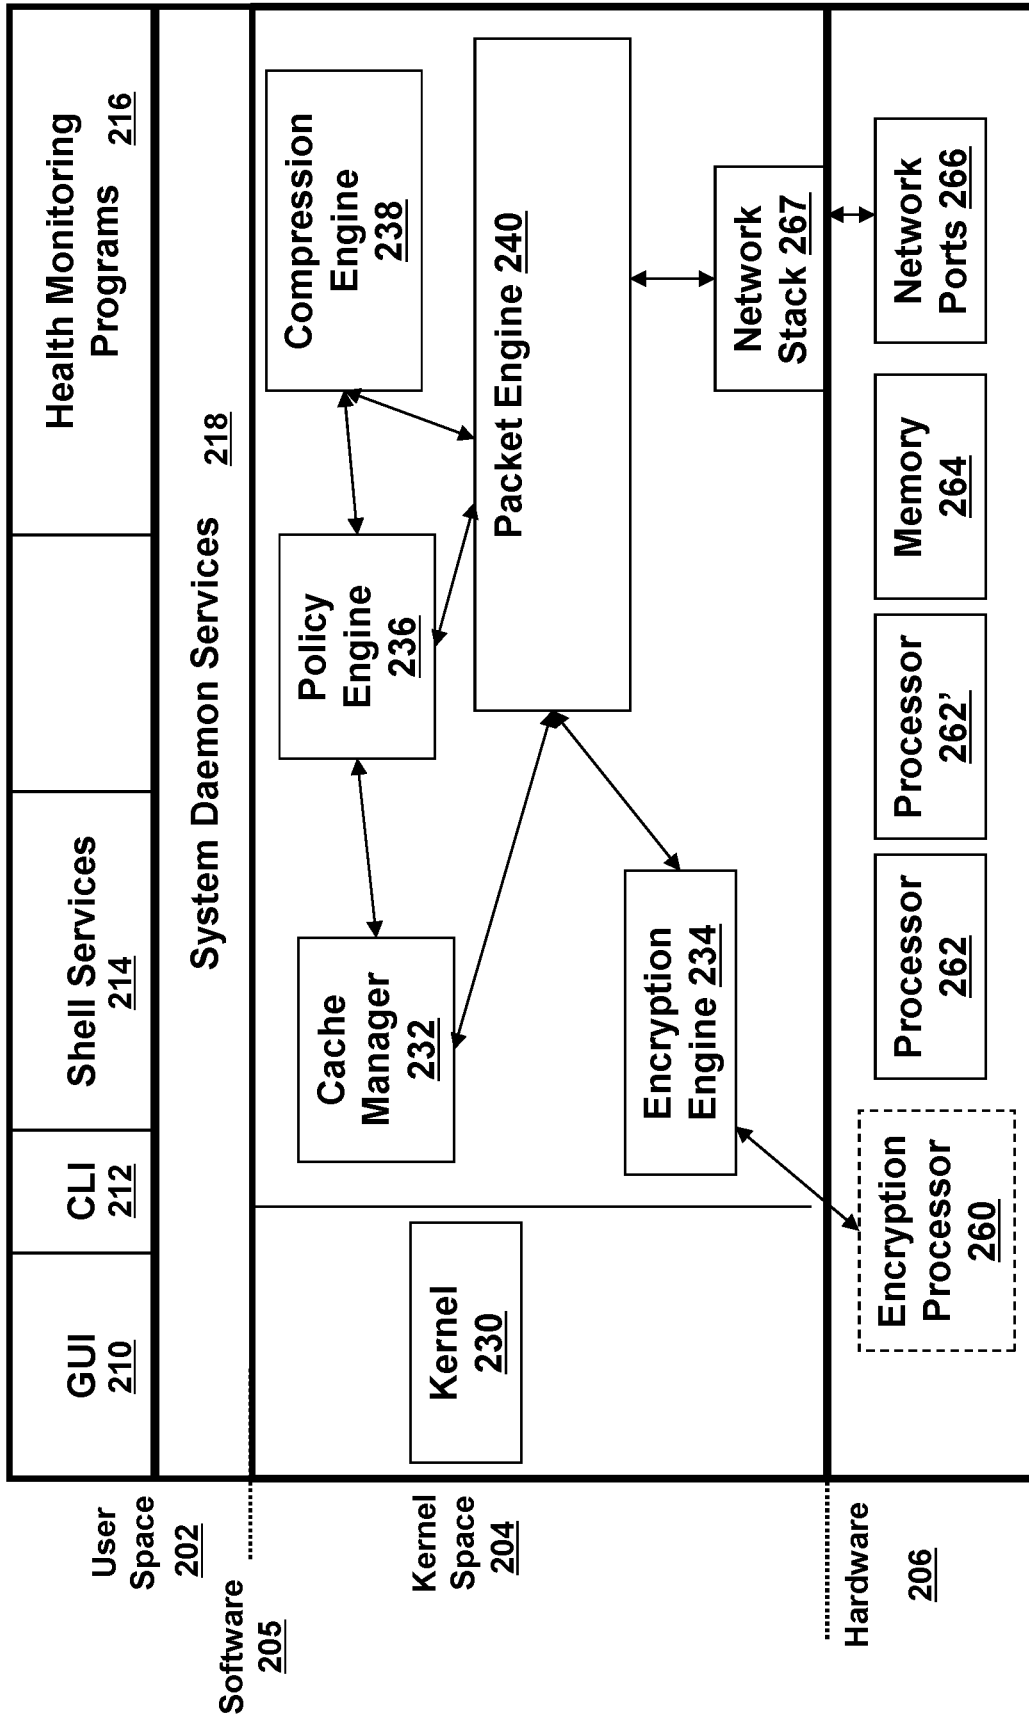 User
Space
202
GUI
210
CLI
212
Shell Services
214
Health Monitoring
Programs
216
System Daemon Services
218
Software
205
Kernel
Space
204
Kernel
230
Cache
Manager
232
Policy
Engine
236
Compression
Engine
238
Packet Engine 240
Encryption
Engine 234
Network
Stack 267
Hardware
206
Encryption
Processor
260
Processor
262
Processor
262'
Memory
264
Network
Ports 266